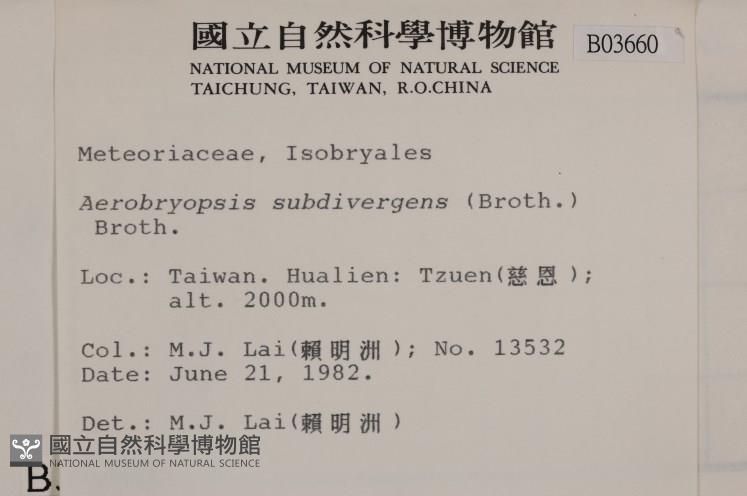 國立自然科學博物館
B03660
NATIONAL MUSEUM OF NATURAL SCIENCE
TAICHUNG, TAIWAN, R.O.CHINA
Meteoriaceae, Isobryales
Aerobryopsis subdivergens (Broth.)
Broth.
Loc.: Taiwan. Hualien: Tzuen(慈恩);
alt. 2000m.
Col.: M.J. Lai(賴明洲); No. 13532
Date: June 21, 1982.
Det.: M.J. Lai(賴明洲)
國立自然科學博物館
NATIONAL MUSEUM OF NATURAL SCIENCE
B.